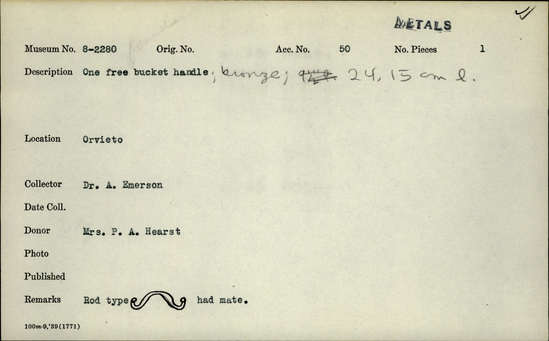 METALS
Museum No. 8-2280 Orig. No. Acc. No. 50 No. Pieces 1
Description One free bucket handle; bronze; 24.15 cm l.
Location Orvieto
Collector Dr. A. Emerson
Date Coll.
Donor Mrs. P. A. Hearst
Photo
Published
Remarks Rod type had mate.
100m-9,'39(1771)